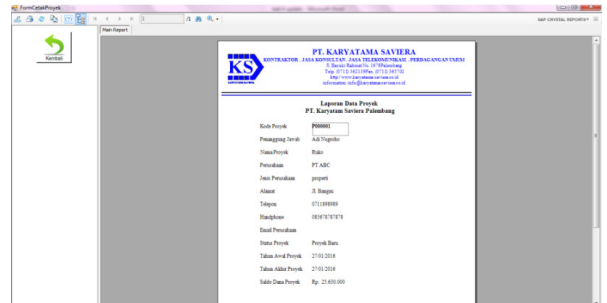 FormCetakProyek
1
/1
SAP CRYSTAL REPORTS
Kembali
Main Report
KS
PT. KARYATAMA SAVIERA
KONTRAKTOR - JASA KONSULTAN - JASA TELEKOMUNIKASI - PERDAGANGAN UMUM
Laporan Data Proyek
PT. Karyatam Saviera Palembang
Kode Proyek P000001
Penanggung Jawab Adi Nugroho
Nama Proyek Ruko
Perusahaan PT ABC
Jenis Perusahaan properti
Alamat Jl. Bangau
Telepon 0711898989
Handphone 085678787878
Email Perusahaan
Status Proyek Proyek Baru
Tahun Awal Proyek 27/01/2016
Tahun Akhir Proyek 27/01/2016
Saldo Dana Proyek Rp. 25.650.000